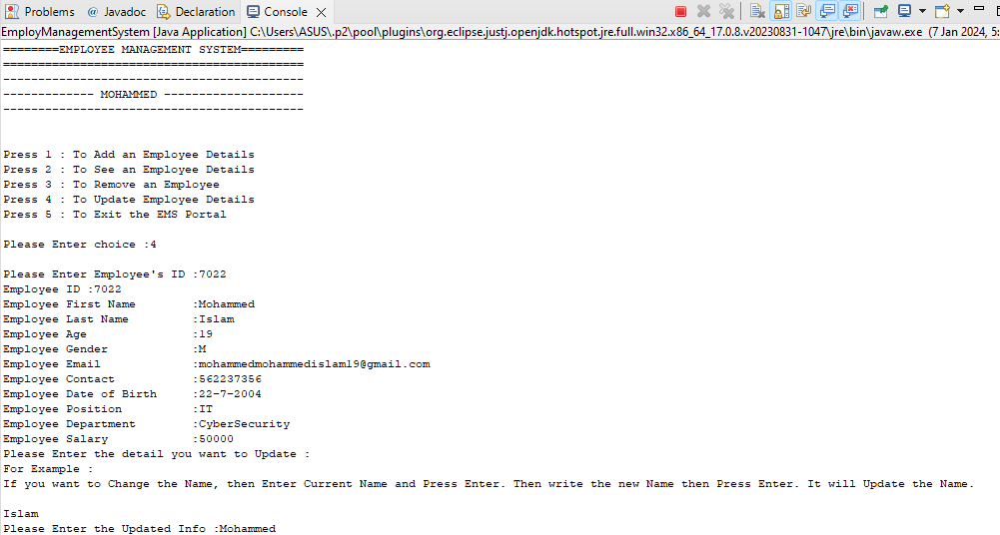 Problems @ Javadoc Declaration Console
EmployManagementSystem [Java Application] C:\Users\ASUS\.p2\pool\plugins\org.eclipse.justj.openjdk.hotspot.jre.full.win32.x86_64_17.0.8.v20230831-1047\jre\bin\javaw.exe (7 Jan 2024, 5:
========EMPLOYEE MANAGEMENT SYSTEM=========
===========================================
-------------------------------------------
------------- MOHAMMED --------------------
-------------------------------------------
Press 1 : To Add an Employee Details
Press 2 : To See an Employee Details
Press 3 : To Remove an Employee
Press 4 : To Update Employee Details
Press 5 : To Exit the EMS Portal
Please Enter choice :4
Please Enter Employee's ID :7022
Employee ID :7022
Employee First Name :Mohammed
Employee Last Name :Islam
Employee Age :19
Employee Gender :M
Employee Email :mohammedmohammedislam19@gmail.com
Employee Contact :562237356
Employee Date of Birth :22-7-2004
Employee Position :IT
Employee Department :CyberSecurity
Employee Salary :50000
Please Enter the detail you want to Update :
For Example :
If you want to Change the Name, then Enter Current Name and Press Enter. Then write the new Name then Press Enter. It will Update the Name.
Islam
Please Enter the Updated Info :Mohammed